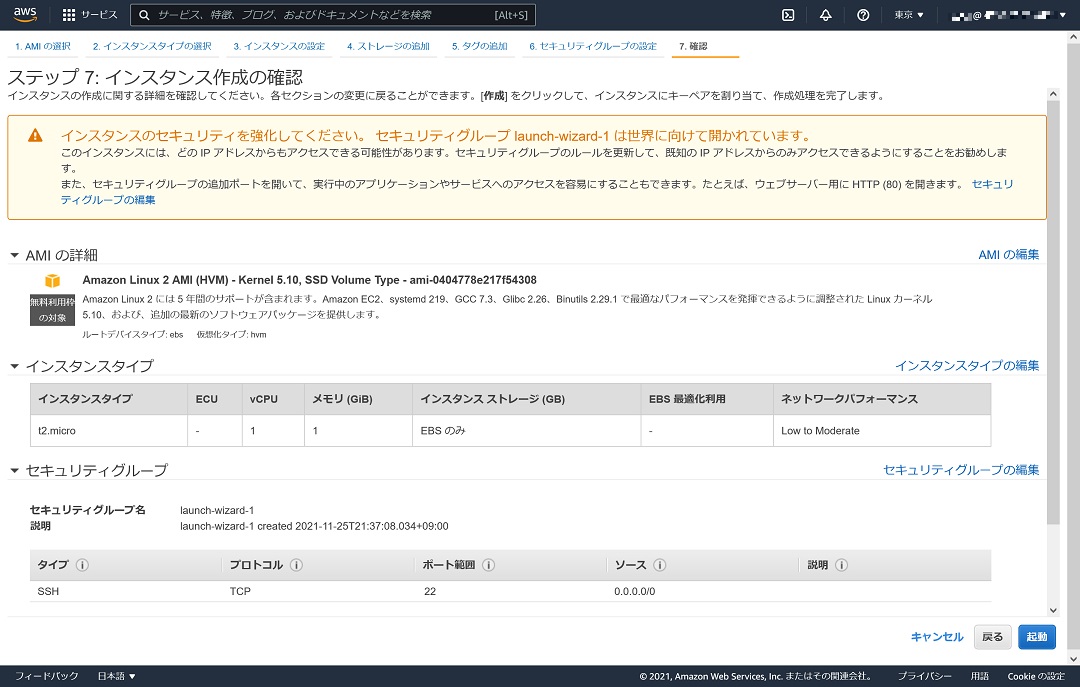 aws
サービス
サービス、特徴、ブログ、およびドキュメントなどを検索
[Alt+S]
東京 ▼
@
1. AMI の選択
2. インスタンスタイプの選択
3. インスタンスの設定
4. ストレージの追加
5. タグの追加
6. セキュリティグループの設定
7. 確認
ステップ 7: インスタンス作成の確認
インスタンスの作成に関する詳細を確認してください。各セクションの変更に戻ることができます。[作成] をクリックして、インスタンスにキーペアを割り当て、作成処理を完了します。
インスタンスのセキュリティを強化してください。 セキュリティグループ launch-wizard-1 は世界に向けて開かれています。
このインスタンスには、どの IP アドレスからもアクセスできる可能性があります。セキュリティグループのルールを更新して、既知の IP アドレスからのみアクセスできるようにすることをお勧めしま
す。
また、セキュリティグループの追加ポートを開いて、実行中のアプリケーションやサービスへのアクセスを容易にすることもできます。たとえば、ウェブサーバー用に HTTP (80) を開きます。 セキュリ
ティグループの編集
AMI の詳細
AMI の編集
Amazon Linux 2 AMI (HVM) - Kernel 5.10, SSD Volume Type - ami-0404778e217f54308
無料利用枠
の対象
Amazon Linux 2 には 5 年間のサポートが含まれます。Amazon EC2、systemd 219、GCC 7.3、Glibc 2.26、Binutils 2.29.1 で最適なパフォーマンスを発揮できるように調整された Linux カーネル
5.10、および、追加の最新のソフトウェアパッケージを提供します。
ルートデバイスタイプ: ebs 仮想化タイプ: hvm
インスタンスタイプ
インスタンスタイプの編集
インスタンスタイプ ECU vCPU メモリ (GiB) インスタンス ストレージ (GB) EBS 最適化利用 ネットワークパフォーマンス
t2.micro - 1 1 EBS のみ - Low to Moderate
セキュリティグループ
セキュリティグループの編集
セキュリティグループ名 launch-wizard-1
説明 launch-wizard-1 created 2021-11-25T21:37:08.034+09:00
タイプ プロトコル ポート範囲 ソース 説明
SSH TCP 22 0.0.0.0/0
キャンセル 戻る 起動
フィードバック 日本語 ▼ © 2021, Amazon Web Services, Inc. またはその関連会社。 プライバシー 用語 Cookie の設定